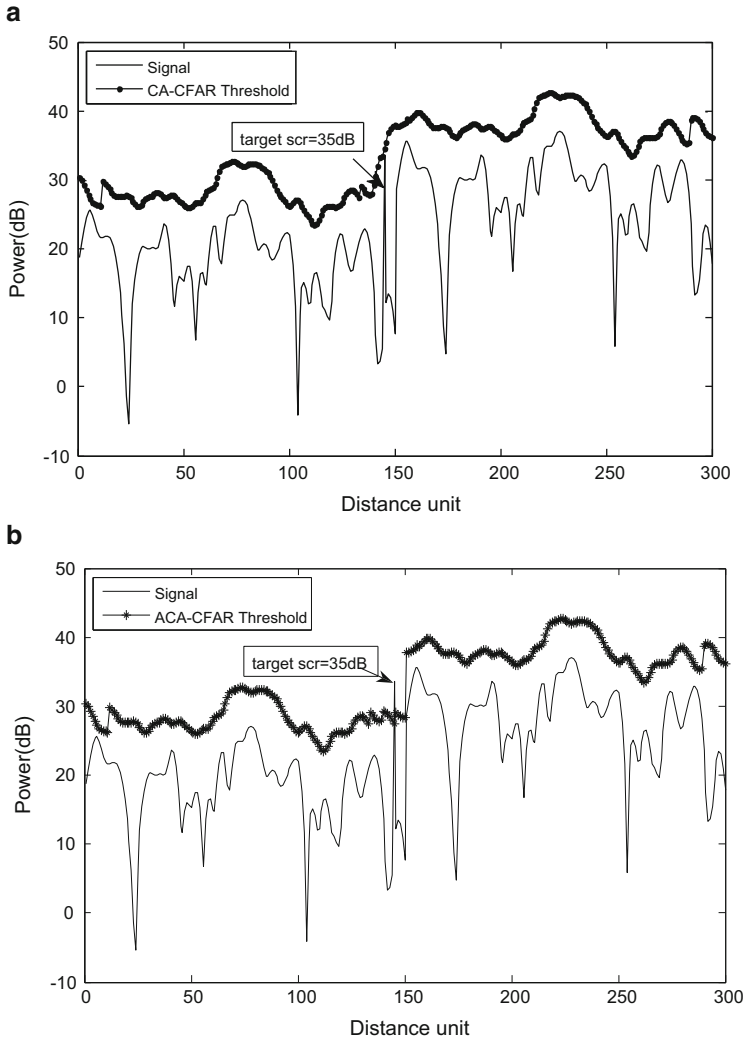 a
50
40
30
20
10
0
-10
Power(dB)
Signal
CA-CFAR Threshold
target scr=35dB
0 50 100 150 200 250 300
Distance unit
b
50
40
30
20
10
0
-10
Power(dB)
Signal
ACA-CFAR Threshold
target scr=35dB
0 50 100 150 200 250 300
Distance unit